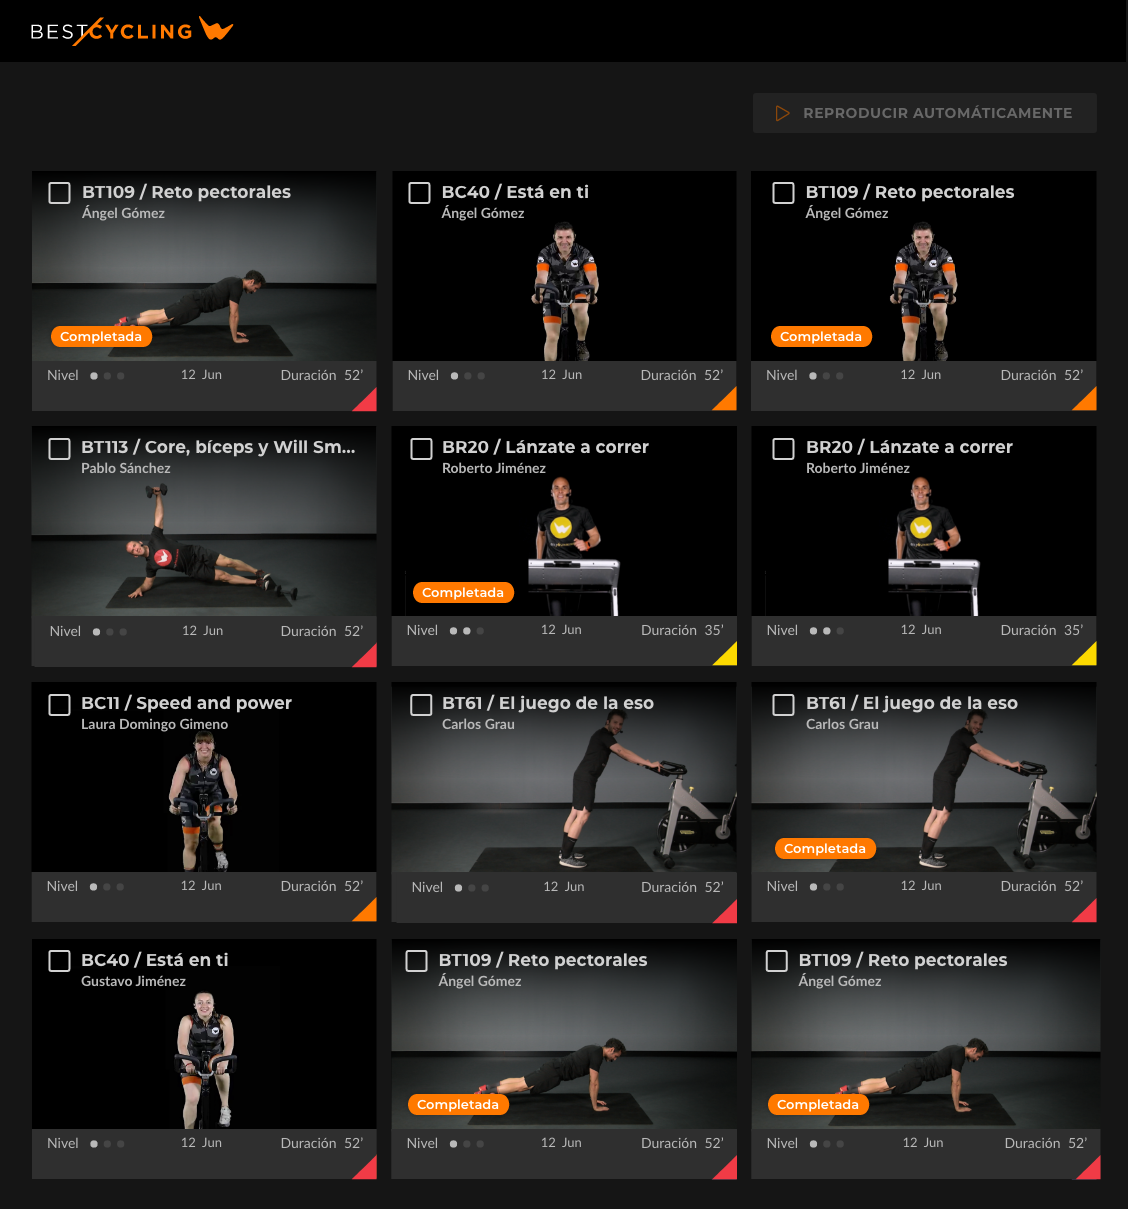 BESTCYCLING
REPRODUCIR AUTOMÁTICAMENTE
BT109 / Reto pectorales
Ángel Gómez
Completada
Nivel 12 Jun Duración 52’
BC40 / Está en ti
Ángel Gómez
Nivel 12 Jun Duración 52’
BT109 / Reto pectorales
Ángel Gómez
Completada
Nivel 12 Jun Duración 52’
BT113 / Core, bíceps y Will Sm...
Pablo Sánchez
Nivel 12 Jun Duración 52’
BR20 / Lánzate a correr
Roberto Jiménez
Completada
Nivel 12 Jun Duración 35’
BR20 / Lánzate a correr
Roberto Jiménez
Nivel 12 Jun Duración 35’
BC11 / Speed and power
Laura Domingo Gimeno
Nivel 12 Jun Duración 52’
BT61 / El juego de la eso
Carlos Grau
Nivel 12 Jun Duración 52’
BT61 / El juego de la eso
Carlos Grau
Completada
Nivel 12 Jun Duración 52’
BC40 / Está en ti
Gustavo Jiménez
Nivel 12 Jun Duración 52’
BT109 / Reto pectorales
Ángel Gómez
Completada
Nivel 12 Jun Duración 52’
BT109 / Reto pectorales
Ángel Gómez
Completada
Nivel 12 Jun Duración 52’